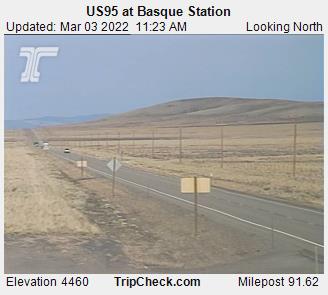 US95 at Basque Station
Updated: Mar 03 2022 11:23 AM Looking North
Elevation 4460 TripCheck.com Milepost 91.62